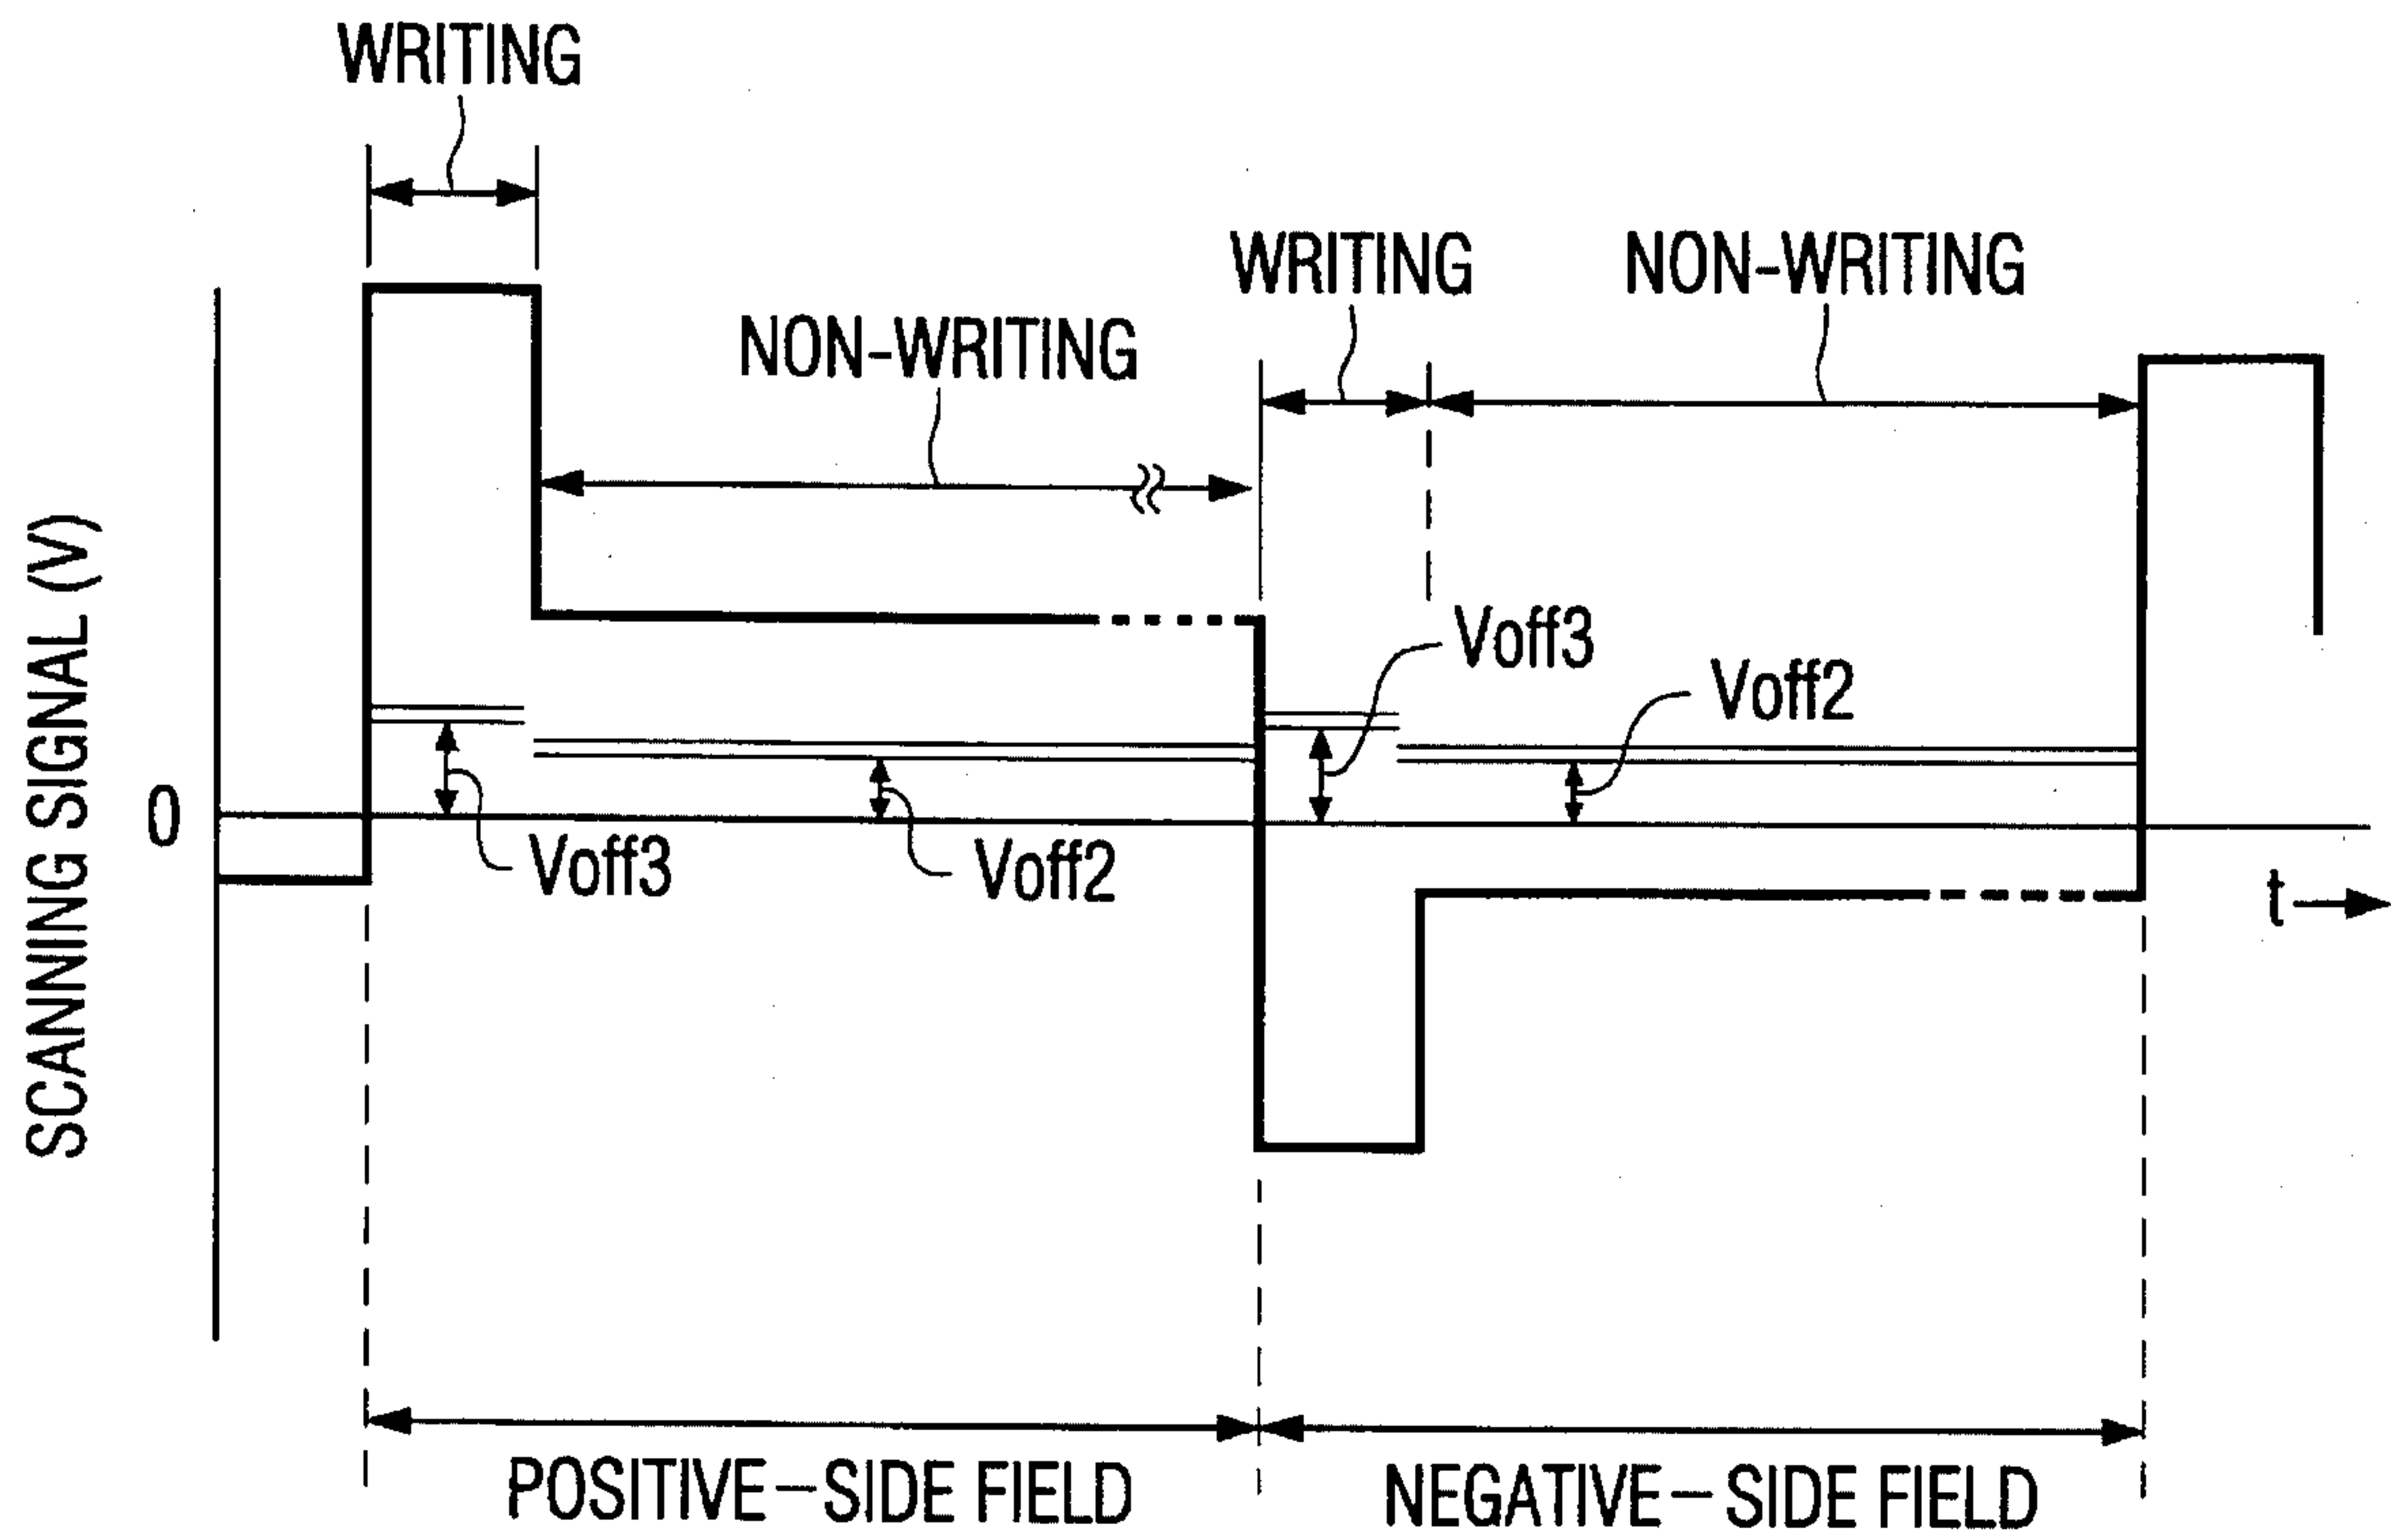 WRITING
WRITING
NON-WRITING
NON-WRITING
Voff3
Voff2
SCANNING SIGNAL (V)
0
Voff3
Voff2
t
POSITIVE-SIDE FIELD
NEGATIVE-SIDE FIELD